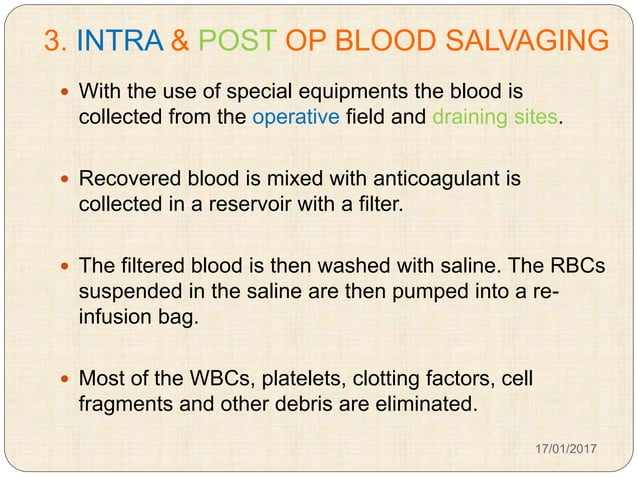 3. INTRA & POST OP BLOOD SALVAGING
• With the use of special equipments the blood is
collected from the operative field and draining sites.
• Recovered blood is mixed with anticoagulant is
collected in a reservoir with a filter.
• The filtered blood is then washed with saline. The RBCs
suspended in the saline are then pumped into a re-
infusion bag.
• Most of the WBCs, platelets, clotting factors, cell
fragments and other debris are eliminated.
17/01/2017